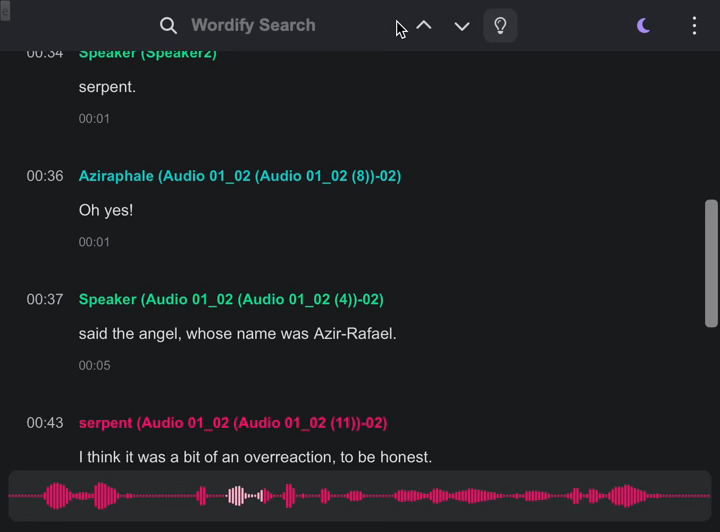 Wordify Search
00:34 Speaker (Speaker2)
serpent.
00:01
00:36 Aziraphale (Audio 01_02 (Audio 01_02 (8))-02)
Oh yes!
00:01
00:37 Speaker (Audio 01_02 (Audio 01_02 (4))-02)
said the angel, whose name was Azir-Rafael.
00:05
00:43 serpent (Audio 01_02 (Audio 01_02 (11))-02)
I think it was a bit of an overreaction, to be honest.